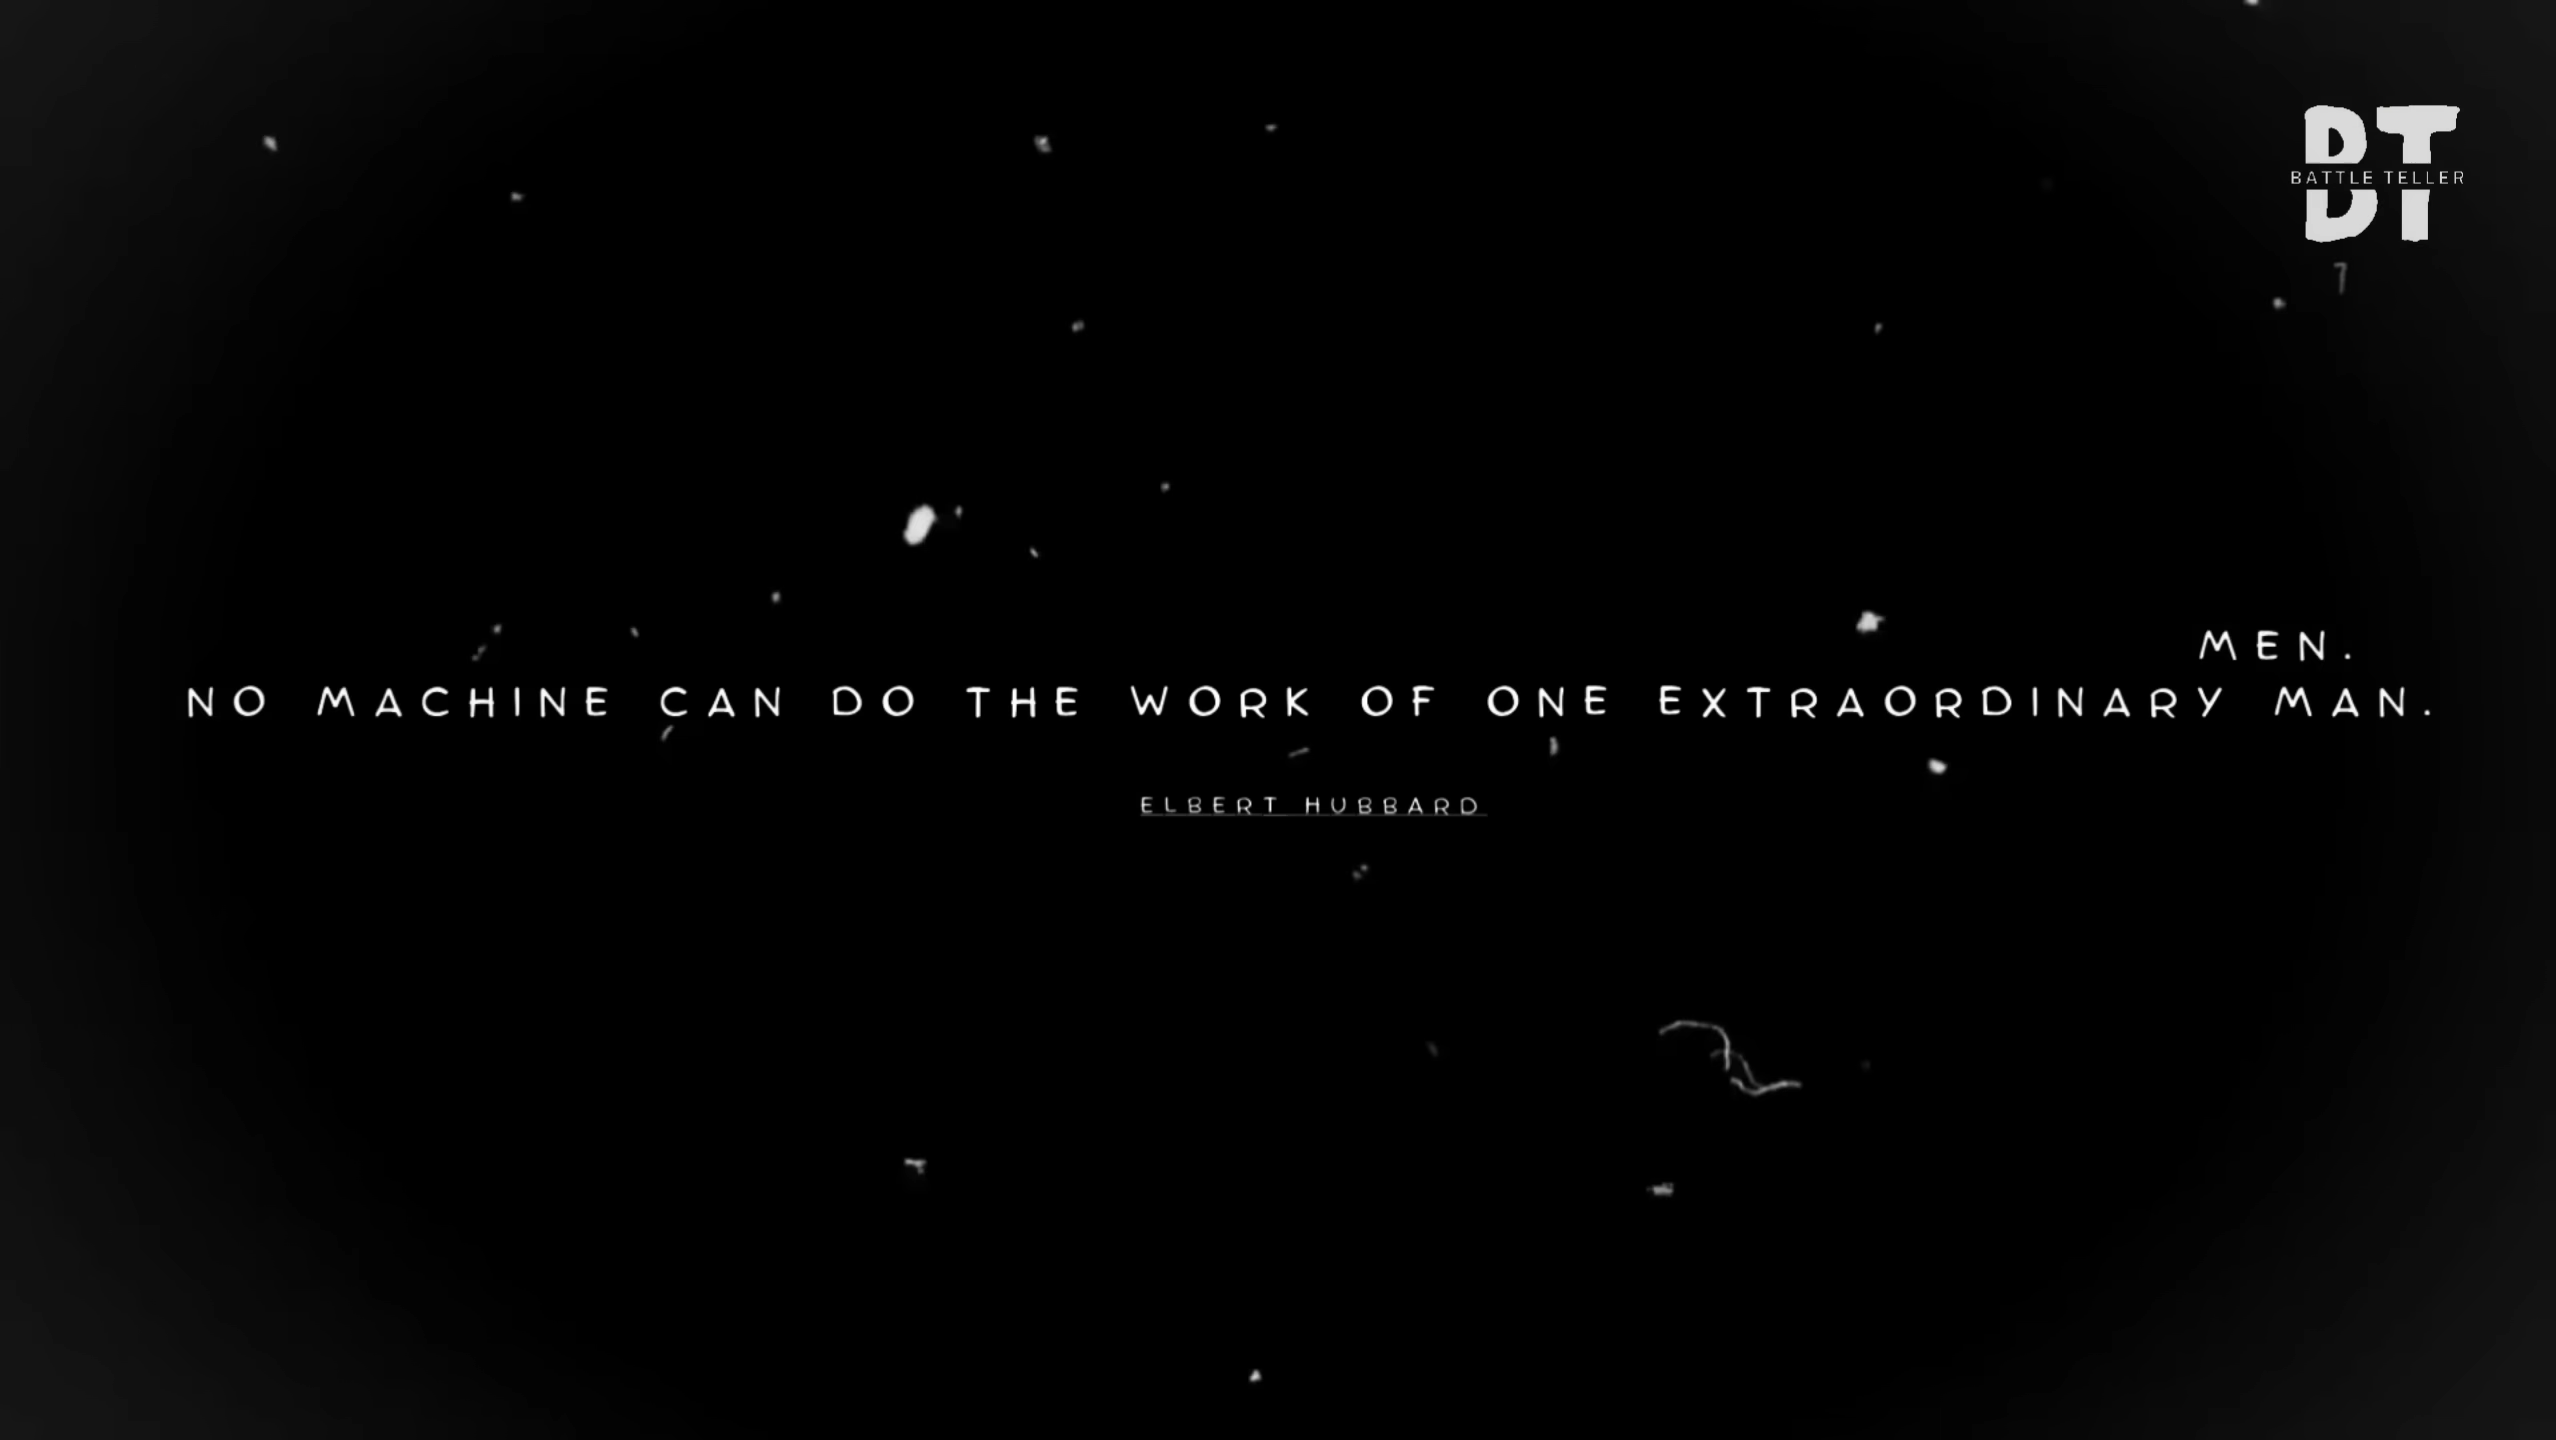 BT
BATTLE TELLER
MEN.
NO MACHINE CAN DO THE WORK OF ONE EXTRAORDINARY MAN.
ELBERT HUBBARD